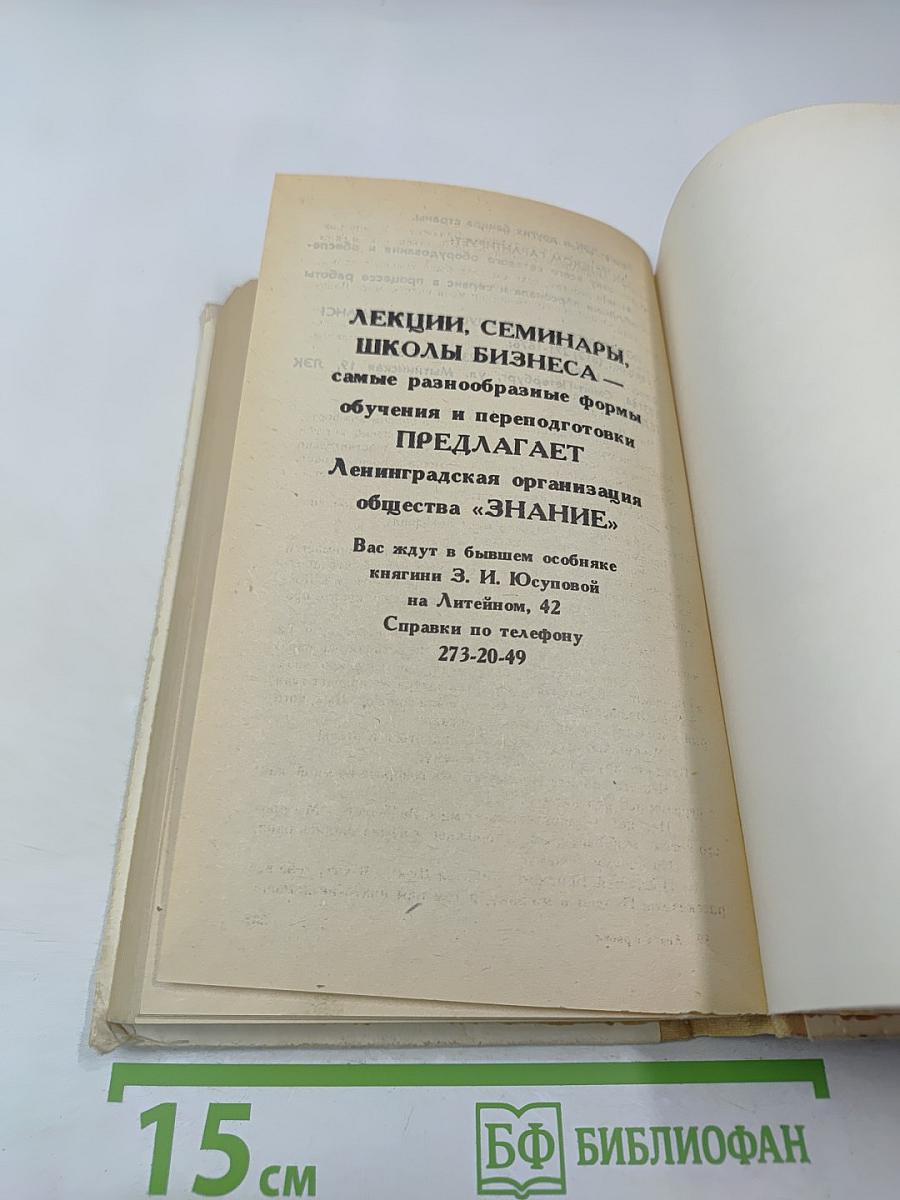 ЛЕКЦИИ, СЕМИНАРЫ,
ШКОЛЫ БИЗНЕСА —
самые разнообразные формы
обучения и переподготовки
ПРЕДЛАГАЕТ
Ленинградская организация
общества «ЗНАНИЕ»
Вас ждут в бывшем особняке
княгини З. И. Юсуповой
на Литейном, 42
Справки по телефону
273-20-49
15 см
БФ БИБЛИОФАН